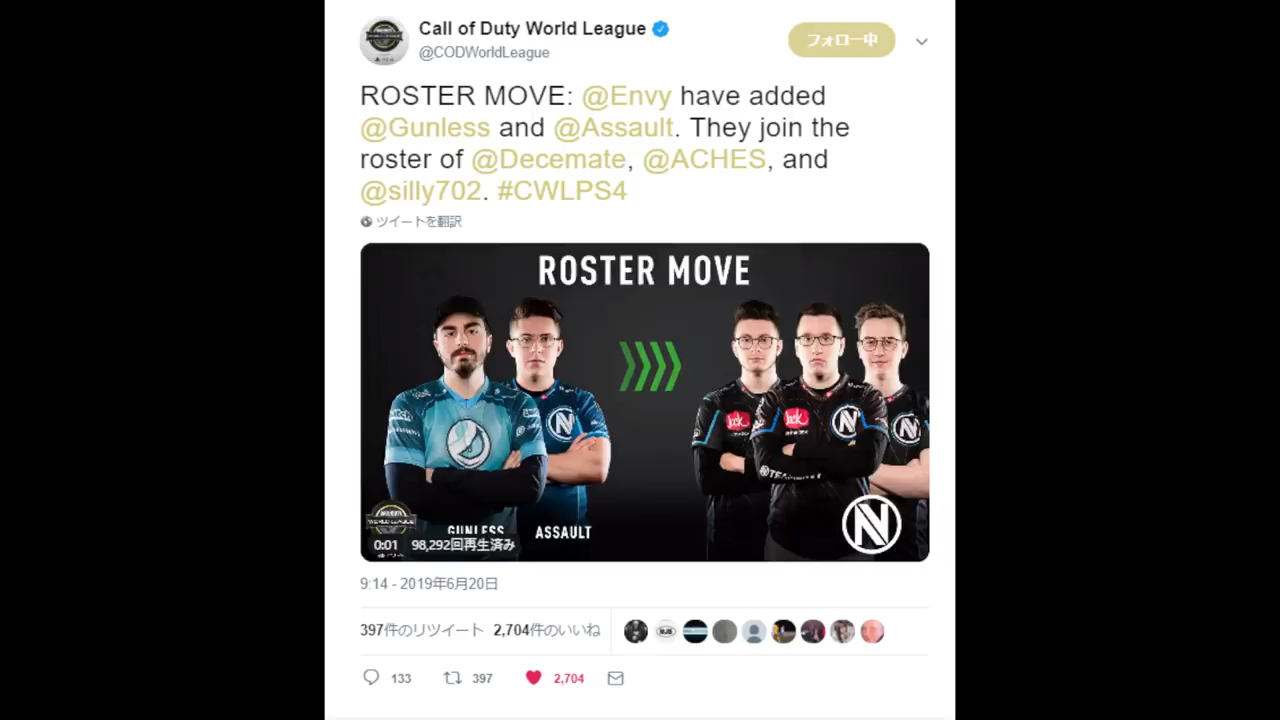 Call of Duty World League
@CODWorldLeague
フォロー中
ROSTER MOVE: @Envy have added
@Gunless and @Assault. They join the
roster of @Decemate, @ACHES, and
@silly702. #CWLPS4
ツイートを翻訳
ROSTER MOVE
GUNLESS ASSAULT
0:01 98,292回再生済み
9:14 - 2019年6月20日
397件のリツイート 2,704件のいいね
133 397 2,704